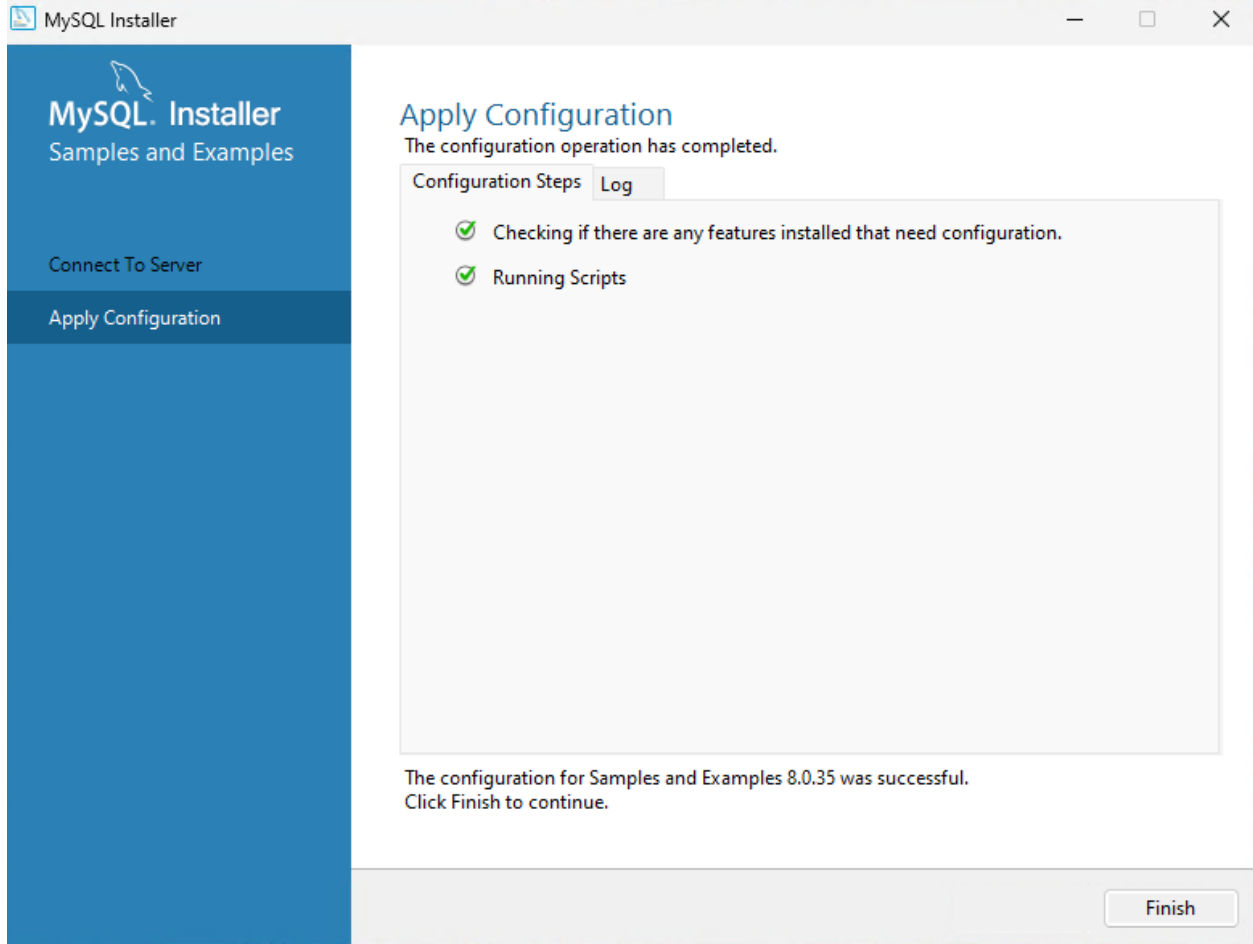 MySQL Installer
MySQL. Installer
Samples and Examples
Connect To Server
Apply Configuration
Apply Configuration
The configuration operation has completed.
Configuration Steps
Log
Checking if there are any features installed that need configuration.
Running Scripts
The configuration for Samples and Examples 8.0.35 was successful.
Click Finish to continue.
Finish